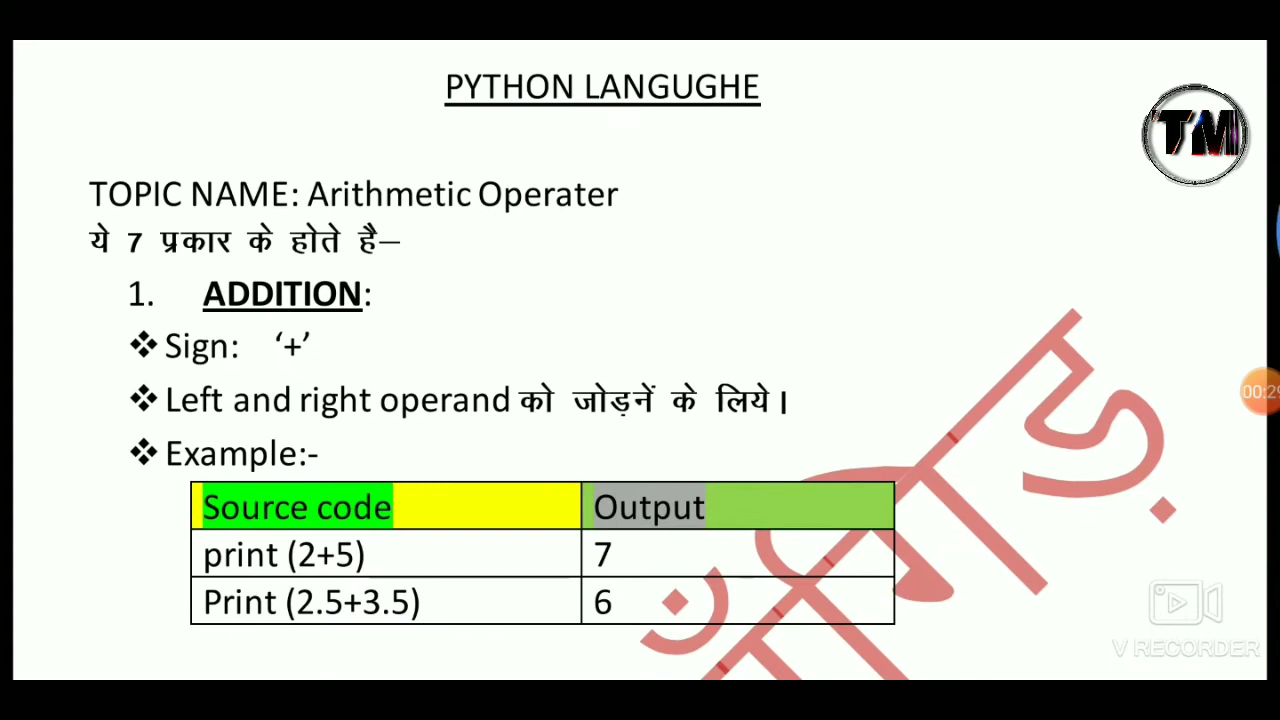 PYTHON LANGUGHE
TM
TOPIC NAME: Arithmetic Operater
ये 7 प्रकार के होते है–
1. ADDITION:
❖ Sign: ‘+’
❖ Left and right operand को जोड़नें के लिये।
❖ Example:-
Source code Output
print (2+5) 7
Print (2.5+3.5) 6
V RECORDER